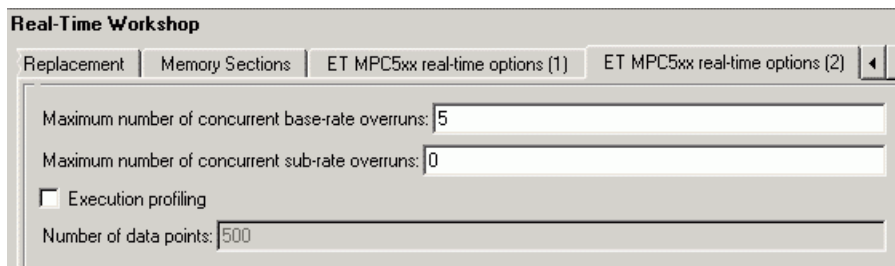 Real-Time Workshop
Replacement Memory Sections ET MPC5xx real-time options (1) ET MPC5xx real-time options (2)
Maximum number of concurrent base-rate overruns: 5
Maximum number of concurrent sub-rate overruns: 0
Execution profiling
Number of data points: 500